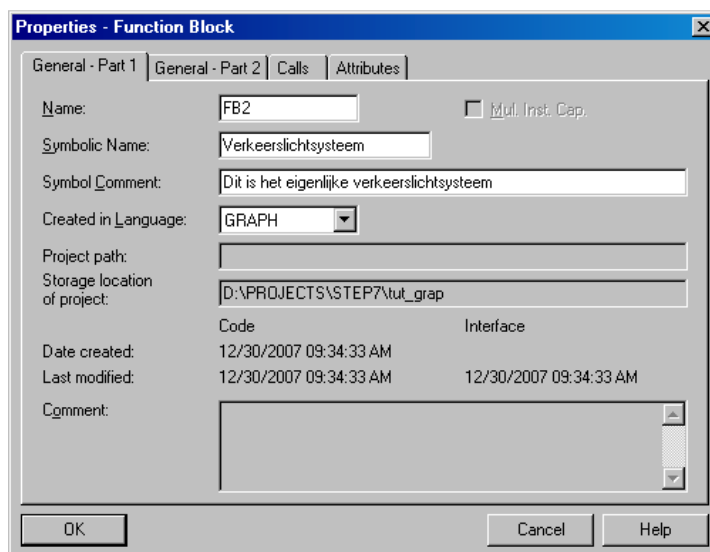 Properties - Function Block
General - Part 1 General - Part 2 Calls Attributes
Name: FB2 Mul. Inst. Cap.
Symbolic Name: Verkeerslichtsysteem
Symbol Comment: Dit is het eigenlijke verkeerslichtsysteem
Created in Language: GRAPH
Project path:
Storage location
of project: D:\PROJECTS\STEP7\tut_grap
Code Interface
Date created: 12/30/2007 09:34:33 AM
Last modified: 12/30/2007 09:34:33 AM 12/30/2007 09:34:33 AM
Comment:
OK Cancel Help